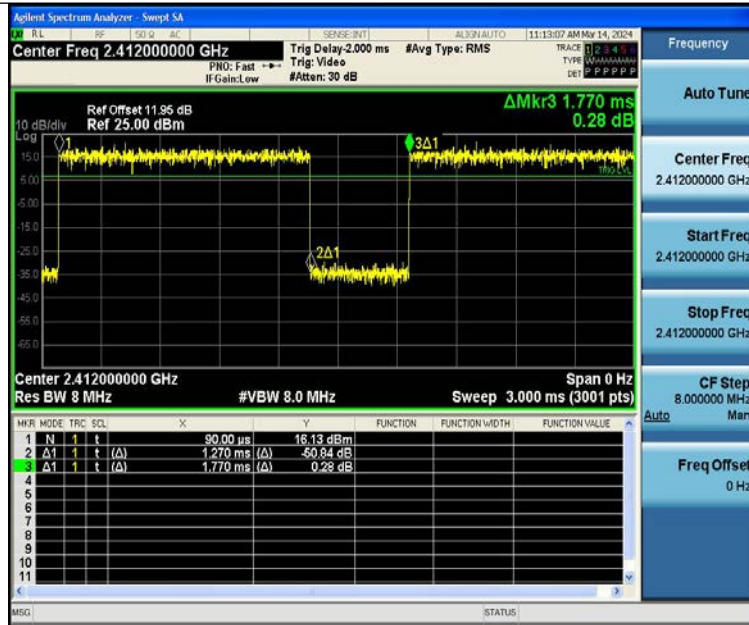 Agilent Spectrum Analyzer - Swept SA
RL RF 50 Ω AC SENSE:INT ALIGN AUTO 11:13:07 AM Mar 14, 2024
Center Freq 2.412000000 GHz
PNO: Fast
IFGain:Low
Trig Delay-2.000 ms
Trig: Video
#Atten: 30 dB
#Avg Type: RMS
TRACE 1 2 3 4 5 6
TYPE
DET P P P P P P
Frequency
Auto Tune
Center Freq
2.412000000 GHz
Start Freq
2.412000000 GHz
Stop Freq
2.412000000 GHz
CF Step
8.000000 MHz
Auto Man
Freq Offset
0 Hz
ΔMkr3 1.770 ms
0.28 dB
Ref Offset 11.95 dB
10 dB/div Ref 25.00 dBm
Log
15.0
5.00
-5.00
-15.0
-25.0
-35.0
-45.0
-55.0
-65.0
1
2Δ1
3Δ1
TRIG LVL
Center 2.412000000 GHz Span 0 Hz
Res BW 8 MHz #VBW 8.0 MHz Sweep 3.000 ms (3001 pts)
MKR MODE TRC SCL X Y FUNCTION FUNCTION WIDTH FUNCTION VALUE
1 N 1 t 90.00 µs 16.13 dBm
2 Δ1 1 t (Δ) 1.270 ms (Δ) -50.84 dB
3 Δ1 1 t (Δ) 1.770 ms (Δ) 0.28 dB
4
5
6
7
8
9
10
11
MSG STATUS